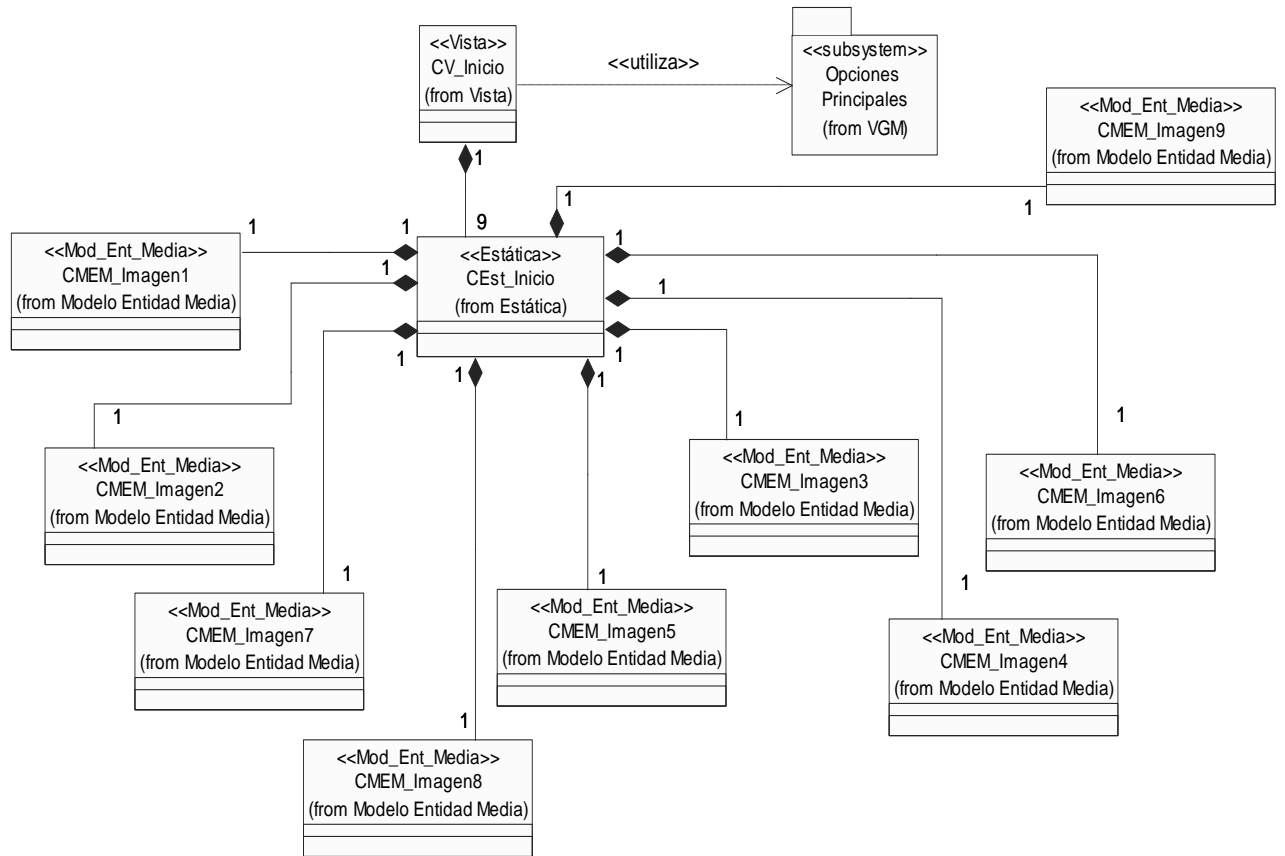 <<Vista>>
CV_Inicio
(from Vista)
<<utiliza>>
<<subsystem>>
Opciones
Principales
(from VGM)
<<Mod_Ent_Media>>
CMEM_Imagen9
(from Modelo Entidad Media)
1
9
1
1
<<Estática>>
CEst_Inicio
(from Estática)
1
1
1
1
1
1
1
1
<<Mod_Ent_Media>>
CMEM_Imagen1
(from Modelo Entidad Media)
1
<<Mod_Ent_Media>>
CMEM_Imagen2
(from Modelo Entidad Media)
1
<<Mod_Ent_Media>>
CMEM_Imagen3
(from Modelo Entidad Media)
1
<<Mod_Ent_Media>>
CMEM_Imagen6
(from Modelo Entidad Media)
1
<<Mod_Ent_Media>>
CMEM_Imagen7
(from Modelo Entidad Media)
1
<<Mod_Ent_Media>>
CMEM_Imagen5
(from Modelo Entidad Media)
1
<<Mod_Ent_Media>>
CMEM_Imagen4
(from Modelo Entidad Media)
1
<<Mod_Ent_Media>>
CMEM_Imagen8
(from Modelo Entidad Media)
1